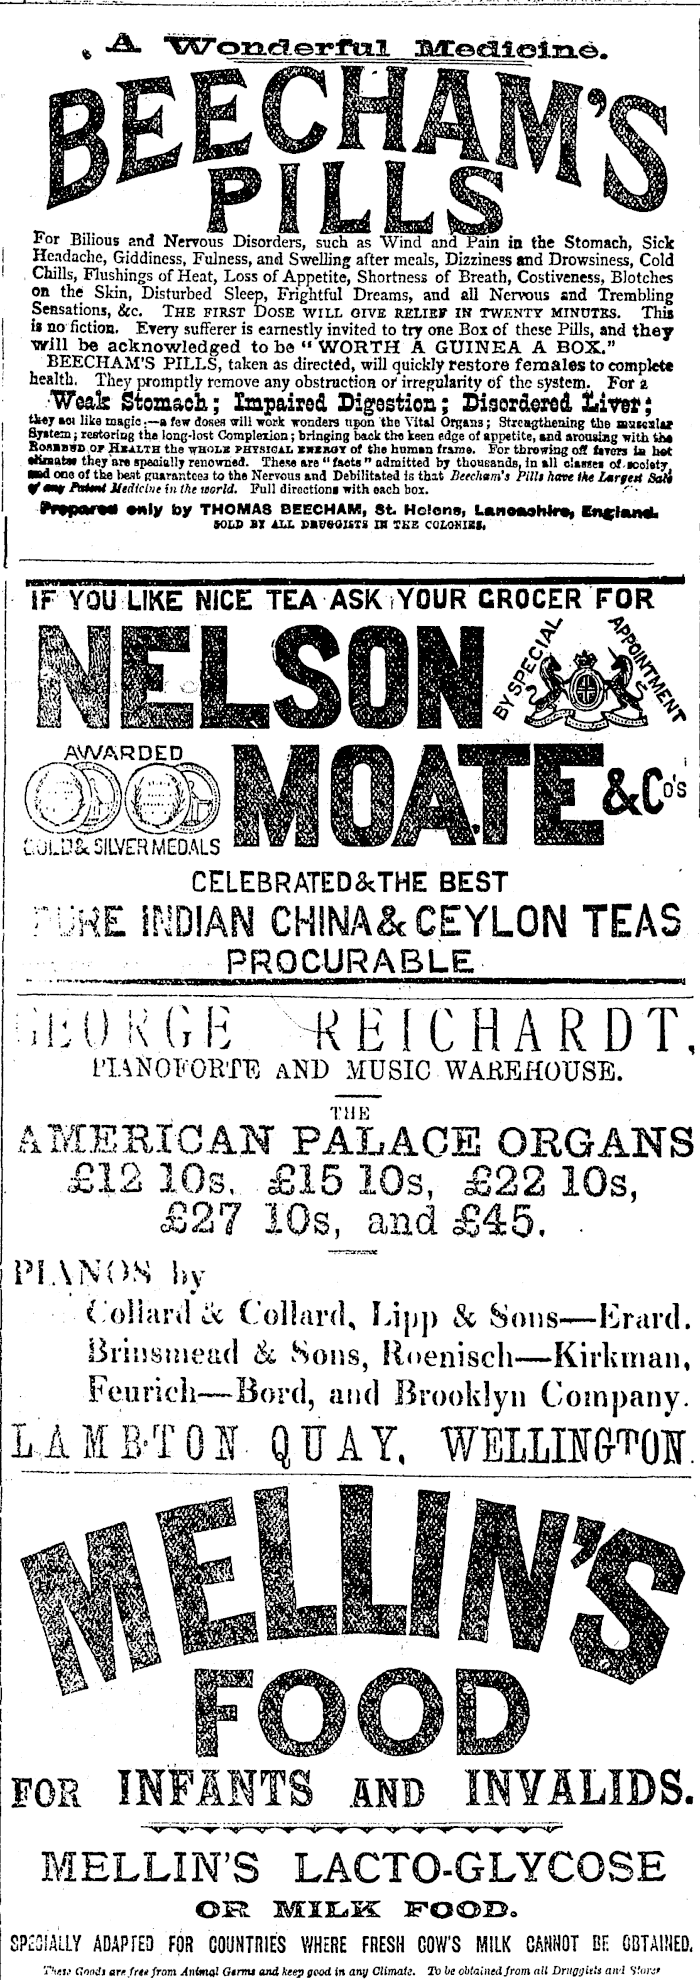 A Wonderful Medicine.
BEECHAM'S
PILLS
For Bilious and Nervous Disorders, such as Wind and Pain in the Stomach, Sick
Headache, Giddiness, Fulness, and Swelling after meals, Dizziness and Drowsiness, Cold
Chills, Flushings of Heat, Loss of Appetite, Shortness of Breath, Costiveness, Blotches
on the Skin, Disturbed Sleep, Frightful Dreams, and all Nervous and Trembling
Sensations, &c. THE FIRST DOSE WILL GIVE RELIEF IN TWENTY MINUTES. This
is no fiction. Every sufferer is earnestly invited to try one Box of these Pills, and they
will be acknowledged to be "WORTH A GUINEA A BOX."
BEECHAM'S PILLS, taken as directed, will quickly restore females to complete
health. They promptly remove any obstruction or irregularity of the system. For a
Weak Stomach; Impaired Digestion; Disordered Liver;
they act like magic:—a few doses will work wonders upon the Vital Organs; Strengthening the muscular
System; restoring the long-lost Complexion; bringing back the keen edge of appetite, and arousing with the
ROSEBUD OF HEALTH the WHOLE PHYSICAL ENERGY of the human frame. For throwing off fevers in hot
climates they are specially renowned. These are "facts" admitted by thousands, in all classes of society,
and one of the best guarantees to the Nervous and Debilitated is that Beecham's Pills have the Largest Sale
of any Patent Medicine in the world. Full directions with each box.
Prepared only by THOMAS BEECHAM, St. Helens, Lancashire, England.
SOLD BY ALL DRUGGISTS IN THE COLONIES.
IF YOU LIKE NICE TEA ASK YOUR GROCER FOR
NELSON
BY SPECIAL APPOINTMENT
AWARDED
GOLD & SILVER MEDALS
MOATE & Co's
CELEBRATED & THE BEST
PURE INDIAN CHINA & CEYLON TEAS
PROCURABLE
GEORGE REICHARDT,
PIANOFORTE AND MUSIC WAREHOUSE.
THE
AMERICAN PALACE ORGANS
£12 10s, £15 10s, £22 10s,
£27 10s, and £45.
PIANOS by
Collard & Collard, Lipp & Sons—Erard.
Brinsmead & Sons, Roenisch—Kirkman,
Feurich—Bord, and Brooklyn Company.
LAMBTON QUAY, WELLINGTON.
MELLIN'S
FOOD
FOR INFANTS AND INVALIDS.
MELLIN'S LACTO-GLYCOSE
OR MILK FOOD.
SPECIALLY ADAPTED FOR COUNTRIES WHERE FRESH COW'S MILK CANNOT BE OBTAINED.
These Goods are free from Animal Germs and keep good in any Climate. To be obtained from all Druggists and Stores